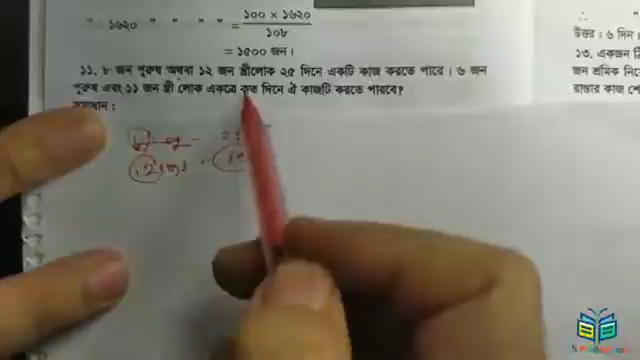 " ১৬২০ " " " " = ১০০ × ১৬২০
১০৮
= ১৫০০ জন।
১১. ৮ জন পুরুষ অথবা ১২ জন স্ত্রীলোক ২৫ দিনে একটি কাজ করতে পারে। ৬ জন
পুরুষ এবং ১১ জন স্ত্রী লোক একত্রে কত দিনে ঐ কাজটি করতে পারবে?
উত্তর : ৬ দিন।
১৩. একজন
জন শ্রমিক
রাস্তার কাজ